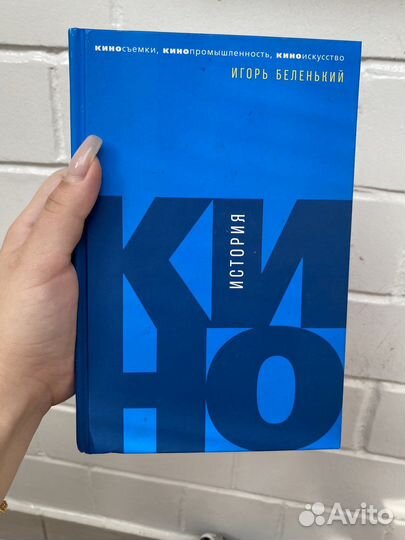 киносъемки, кинопромышленность, киноискусство
ИГОРЬ БЕЛЕНЬКИЙ
КИ
ИСТОРИЯ
НО
Avito